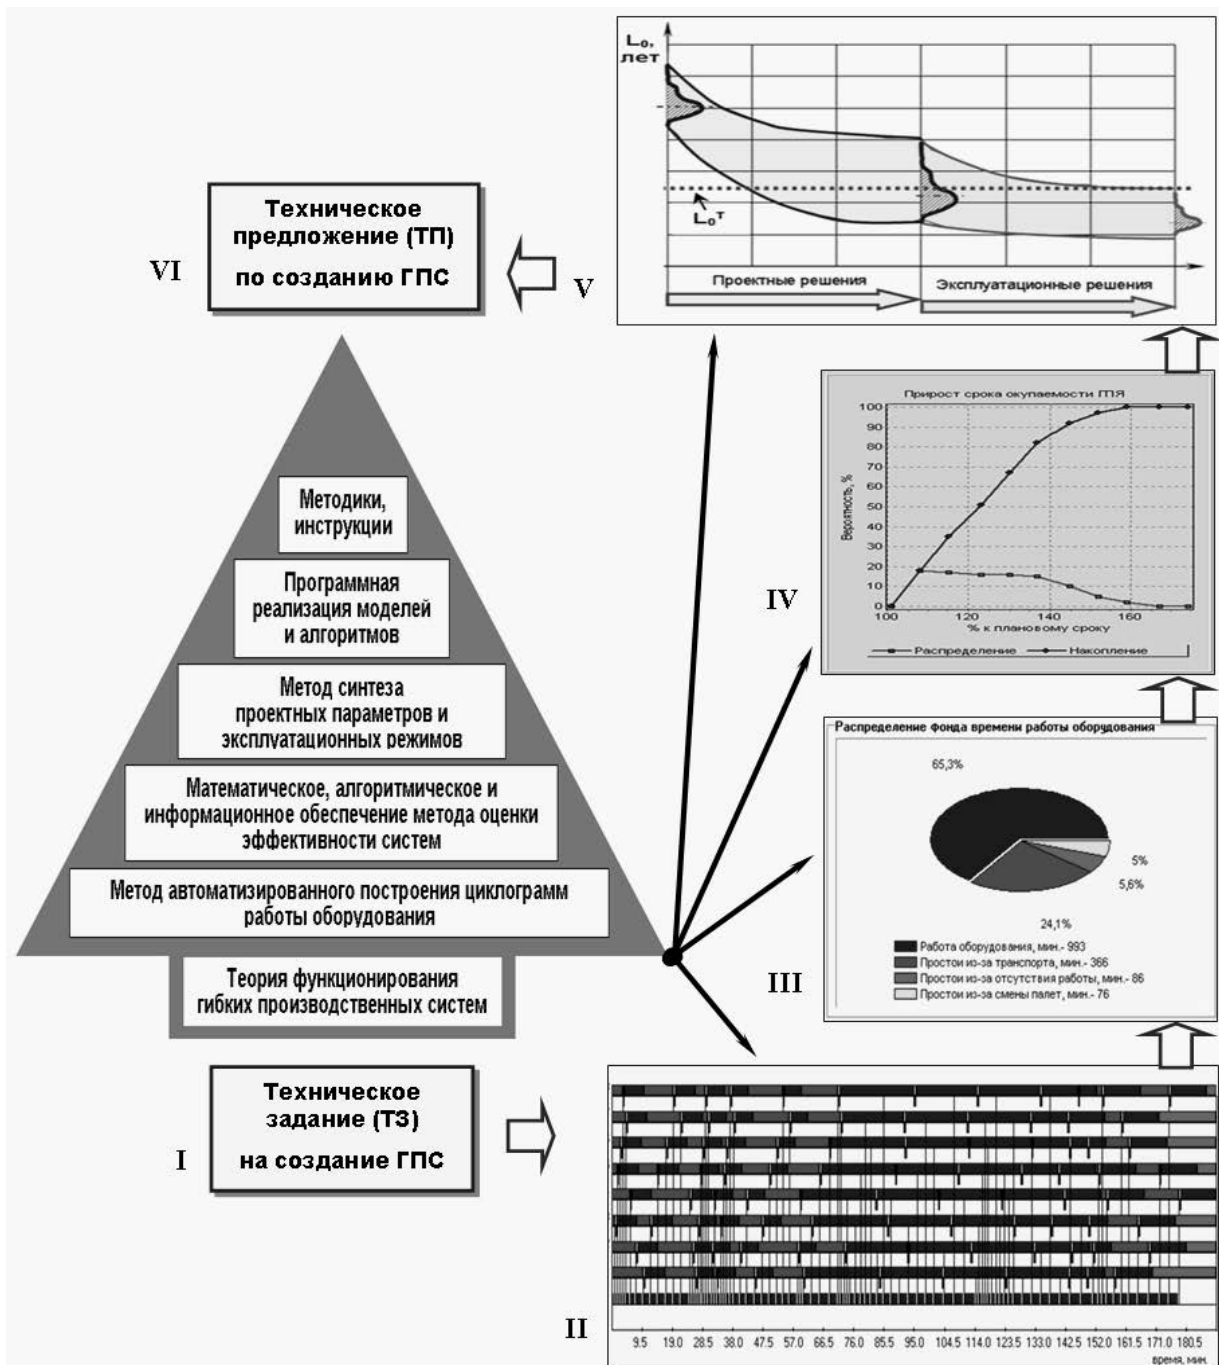 L₀,
лет
L₀ᵀ
Проектные решения
Эксплуатационные решения
Техническое
предложение (ТП)
по созданию ГПС
VI
V
Методики,
инструкции
Программная
реализация моделей
и алгоритмов
Метод синтеза
проектных параметров и
эксплуатационных режимов
Математическое, алгоритмическое и
информационное обеспечение метода оценки
эффективности систем
Метод автоматизированного построения циклограмм
работы оборудования
Теория функционирования
гибких производственных систем
Прирост срока окупаемости ГПЯ
Вероятность, %
100
90
80
70
60
50
40
30
20
10
0
100 120 140 160
% к плановому сроку
Распределение Накопление
IV
Распределение фонда времени работы оборудования
65,3%
5%
5,6%
24,1%
Работа оборудования, мин.- 993
Простои из-за транспорта, мин.- 366
Простои из-за отсутствия работы, мин.- 86
Простои из-за смены палет, мин.- 76
III
Техническое
задание (ТЗ)
на создание ГПС
I
II
9.5 19.0 28.5 38.0 47.5 57.0 66.5 76.0 85.5 95.0 104.5 114.0 123.5 133.0 142.5 152.0 161.5 171.0 180.5
время, мин.